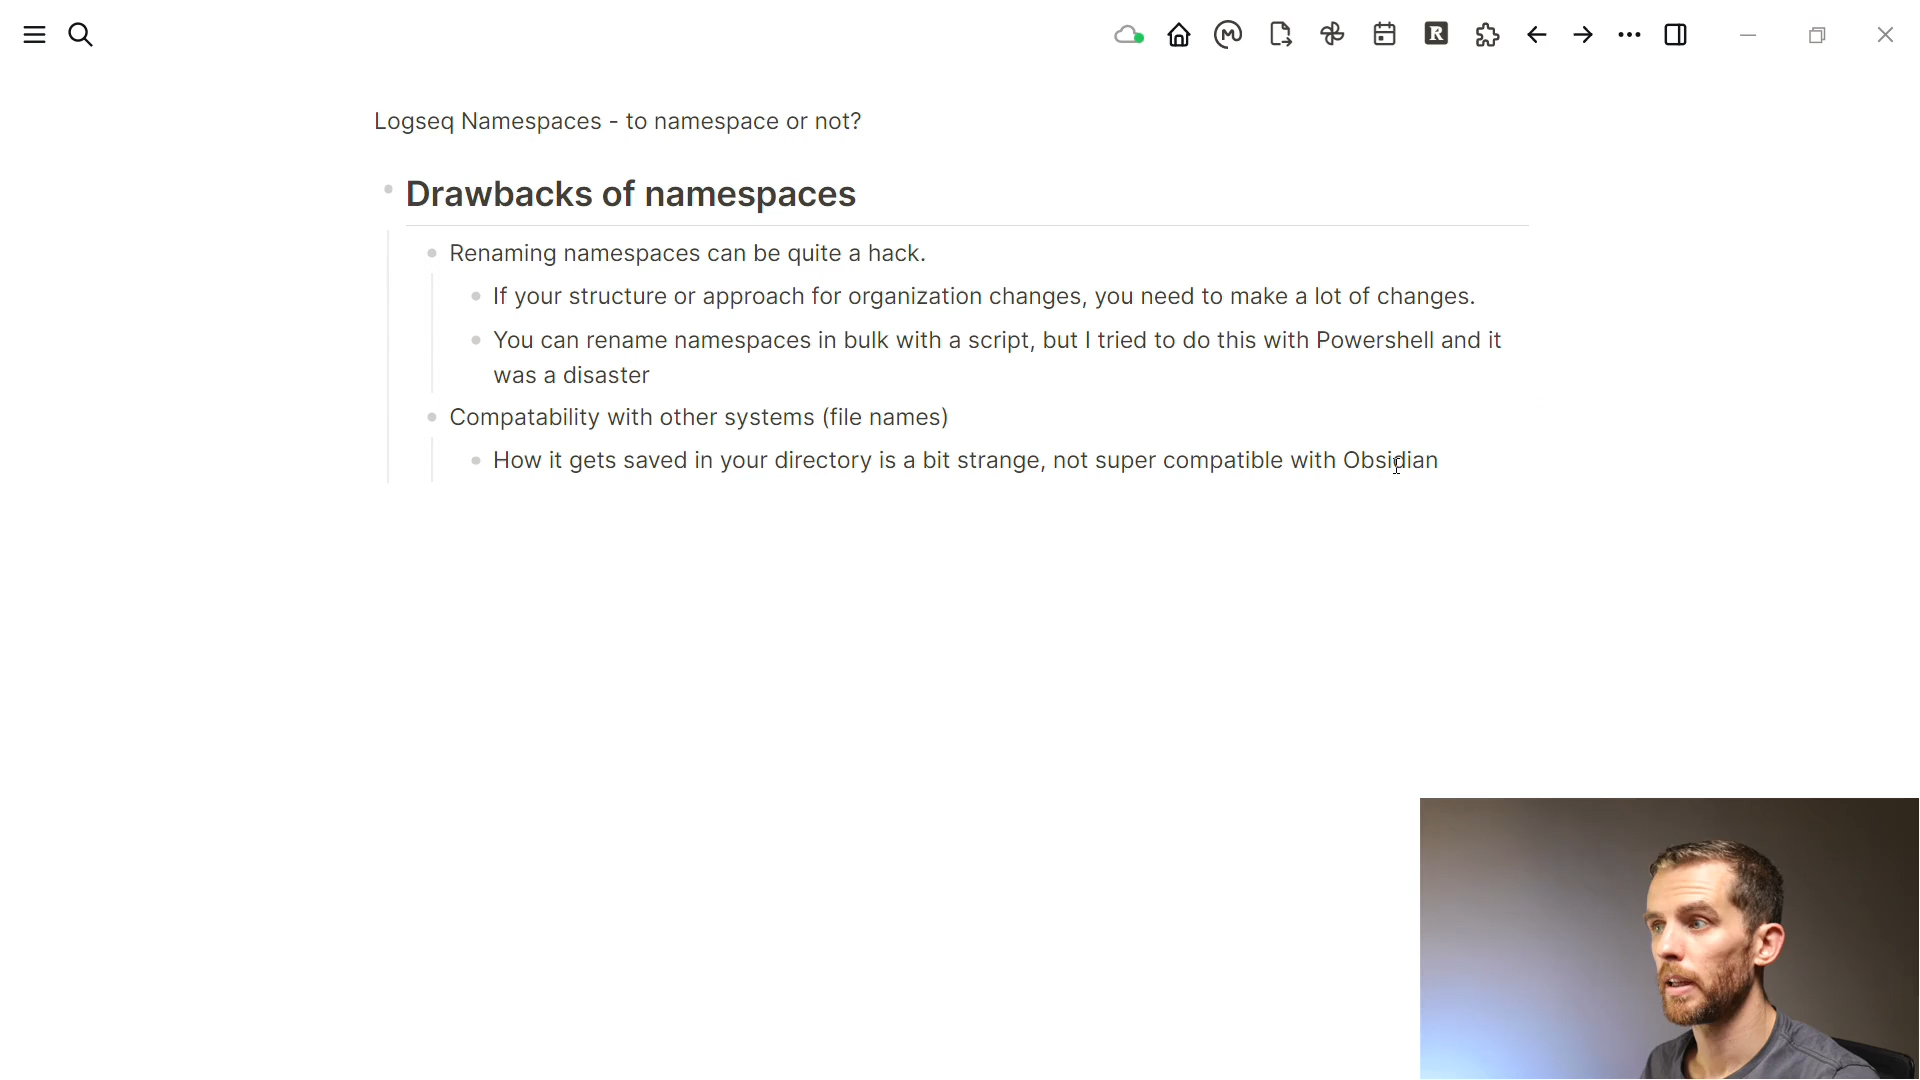 Logseq Namespaces - to namespace or not?
Drawbacks of namespaces
Renaming namespaces can be quite a hack.
If your structure or approach for organization changes, you need to make a lot of changes.
You can rename namespaces in bulk with a script, but I tried to do this with Powershell and it
was a disaster
Compatability with other systems (file names)
How it gets saved in your directory is a bit strange, not super compatible with Obsidian